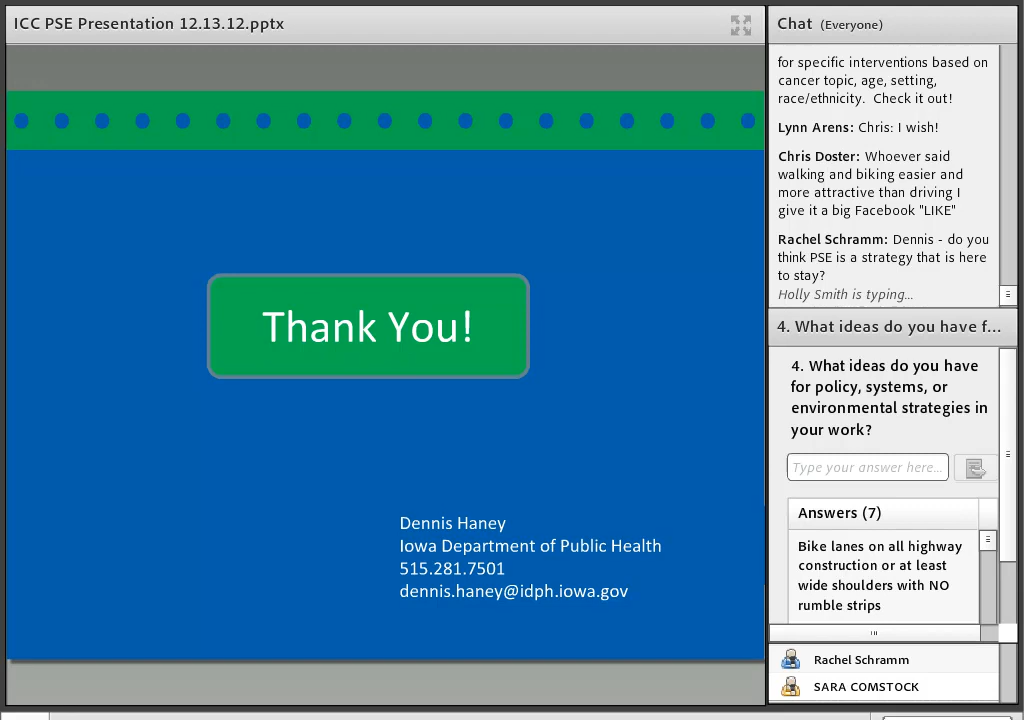 ICC PSE Presentation 12.13.12.pptx
Thank You!
Dennis Haney
Iowa Department of Public Health
515.281.7501
dennis.haney@idph.iowa.gov
Chat (Everyone)
for specific interventions based on
cancer topic, age, setting,
race/ethnicity.  Check it out!
Lynn Arens: Chris: I wish!
Chris Doster: Whoever said
walking and biking easier and
more attractive than driving I
give it a big Facebook "LIKE"
Rachel Schramm: Dennis - do you
think PSE is a strategy that is here
to stay?
Holly Smith is typing...
4. What ideas do you have f...
4. What ideas do you have
for policy, systems, or
environmental strategies in
your work?
Type your answer here...
Answers (7)
Bike lanes on all highway
construction or at least
wide shoulders with NO
rumble strips
Rachel Schramm
SARA COMSTOCK